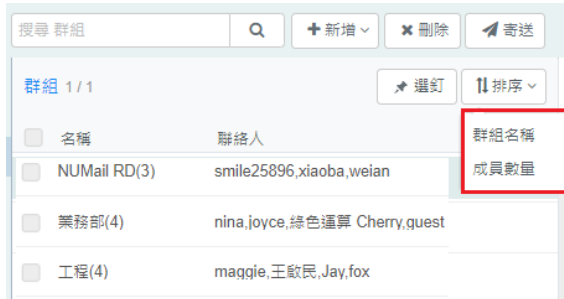 搜尋 群組 新增 刪除 寄送
群組 1 / 1 選釘 排序
群組名稱
名稱 聯絡人
成員數量
NUMail RD(3) smile25896,xiaoba,weian
業務部(4) nina,joyce,綠色運算 Cherry,guest
工程(4) maggie,王啟民,Jay,fox